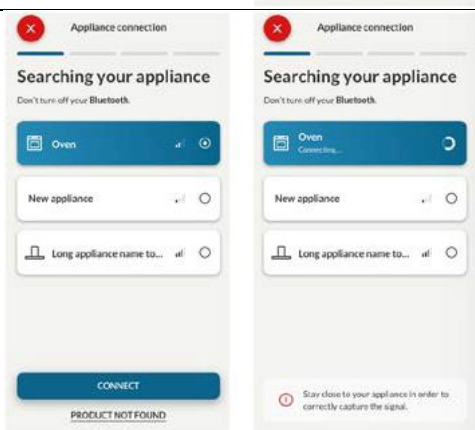 Appliance connection
Searching your appliance
Don't turn off your Bluetooth.
Oven
New appliance
Long appliance name to...
CONNECT
PRODUCT NOT FOUND
Appliance connection
Searching your appliance
Don't turn off your Bluetooth.
Oven
Connecting...
New appliance
Long appliance name to...
Stay close to your appliance in order to
correctly capture the signal.